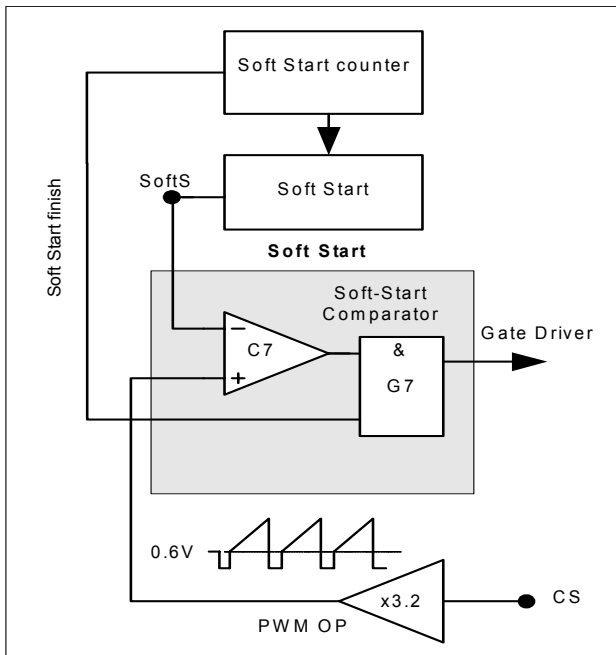 Soft Start counter
SoftS
Soft Start
Soft Start finish
Soft Start
Soft-Start
Comparator
Gate Driver
−
C7
+
&
G7
0.6V
x3.2
CS
PWM OP